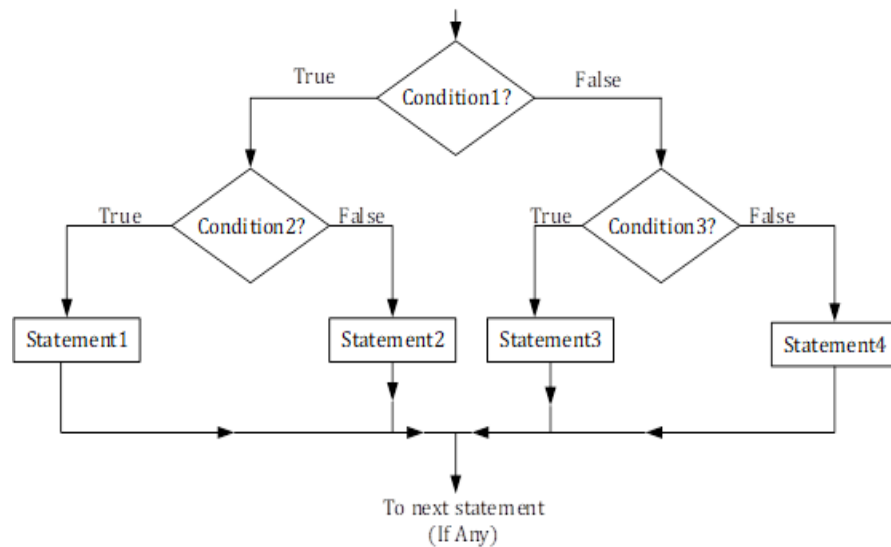 True
False
Condition1?
True
Condition2?
False
True
Condition3?
False
Statement1
Statement2
Statement3
Statement4
To next statement
(If Any)